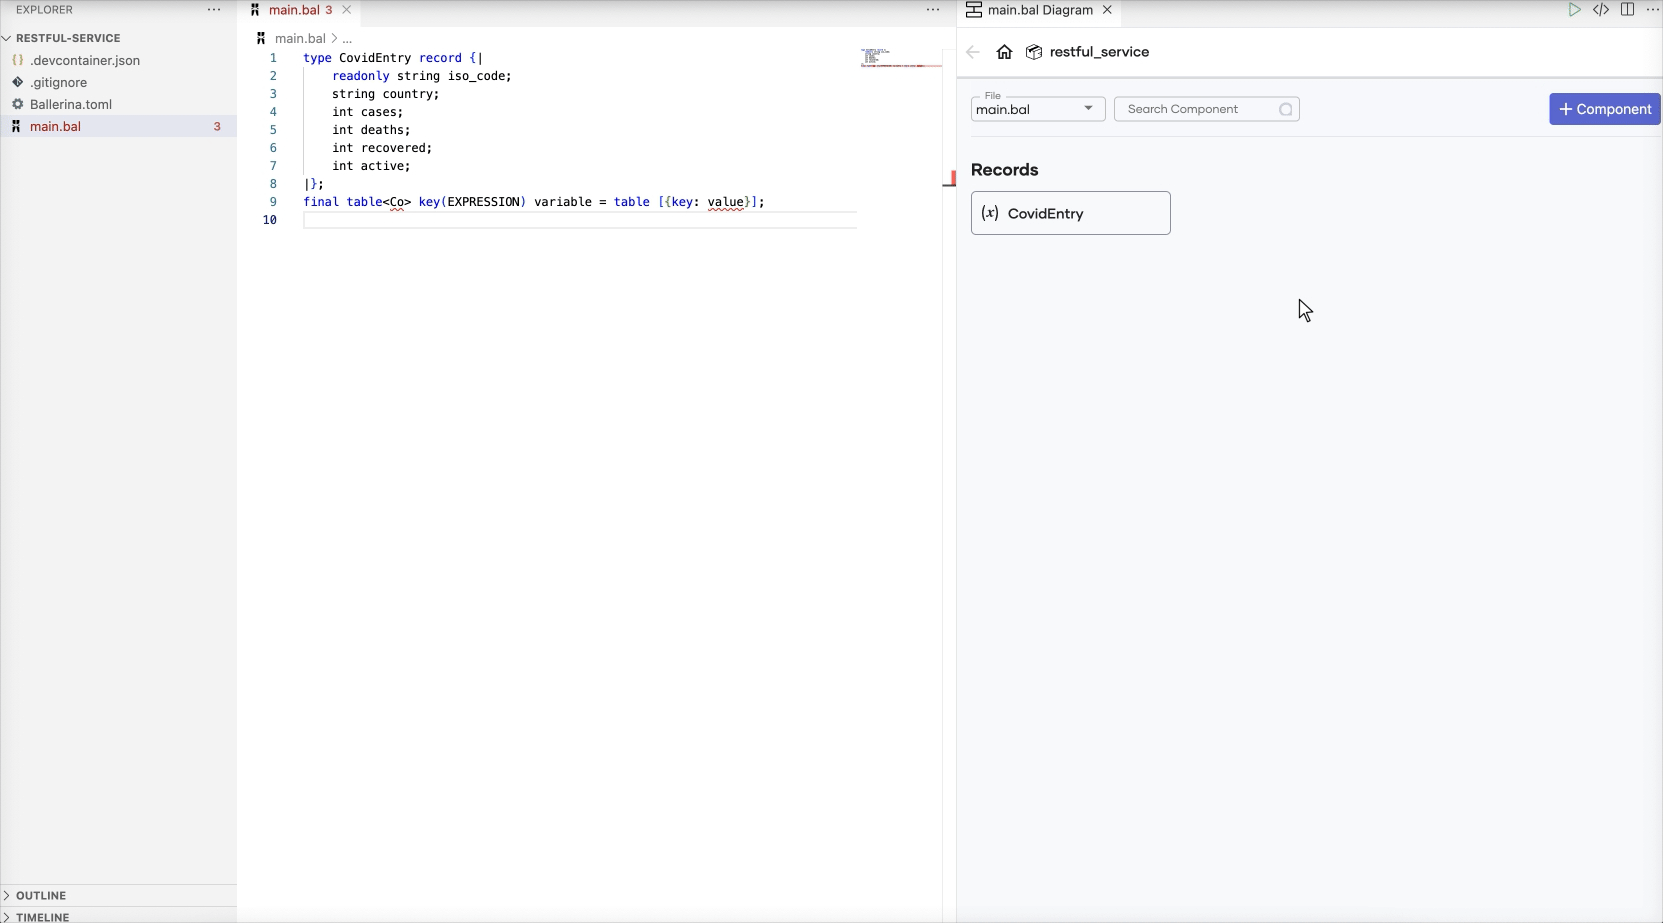 EXPLORER
RESTFUL-SERVICE
.devcontainer.json
.gitignore
Ballerina.toml
main.bal 3
OUTLINE
TIMELINE
main.bal 3
main.bal > ...
1 type CovidEntry record {|
2     readonly string iso_code;
3     string country;
4     int cases;
5     int deaths;
6     int recovered;
7     int active;
8 |};
9 final table<Co> key(EXPRESSION) variable = table [{key: value}];
10
main.bal Diagram
restful_service
File
main.bal
Search Component
+ Component
Records
(x) CovidEntry